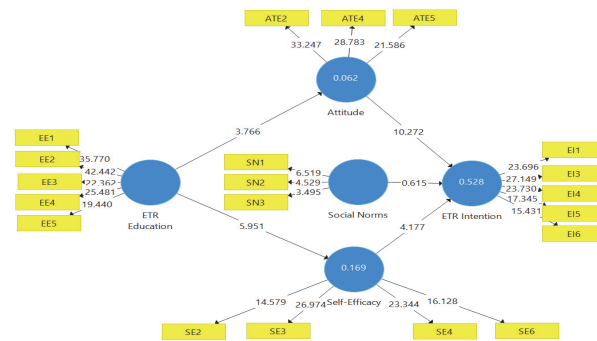 ATE2
ATE4
ATE5
33.247
28.783
21.586
0.062
Attitude
3.766
10.272
EE1
EE2
EE3
EE4
EE5
35.770
42.442
22.362
25.481
19.440
ETR
Education
SN1
SN2
SN3
6.519
4.529
3.495
Social Norms
0.615
0.528
ETR Intention
23.696
27.149
23.730
17.345
15.431
EI1
EI3
EI4
EI5
EI6
5.951
4.177
0.169
Self-Efficacy
14.579
26.974
23.344
16.128
SE2
SE3
SE4
SE6